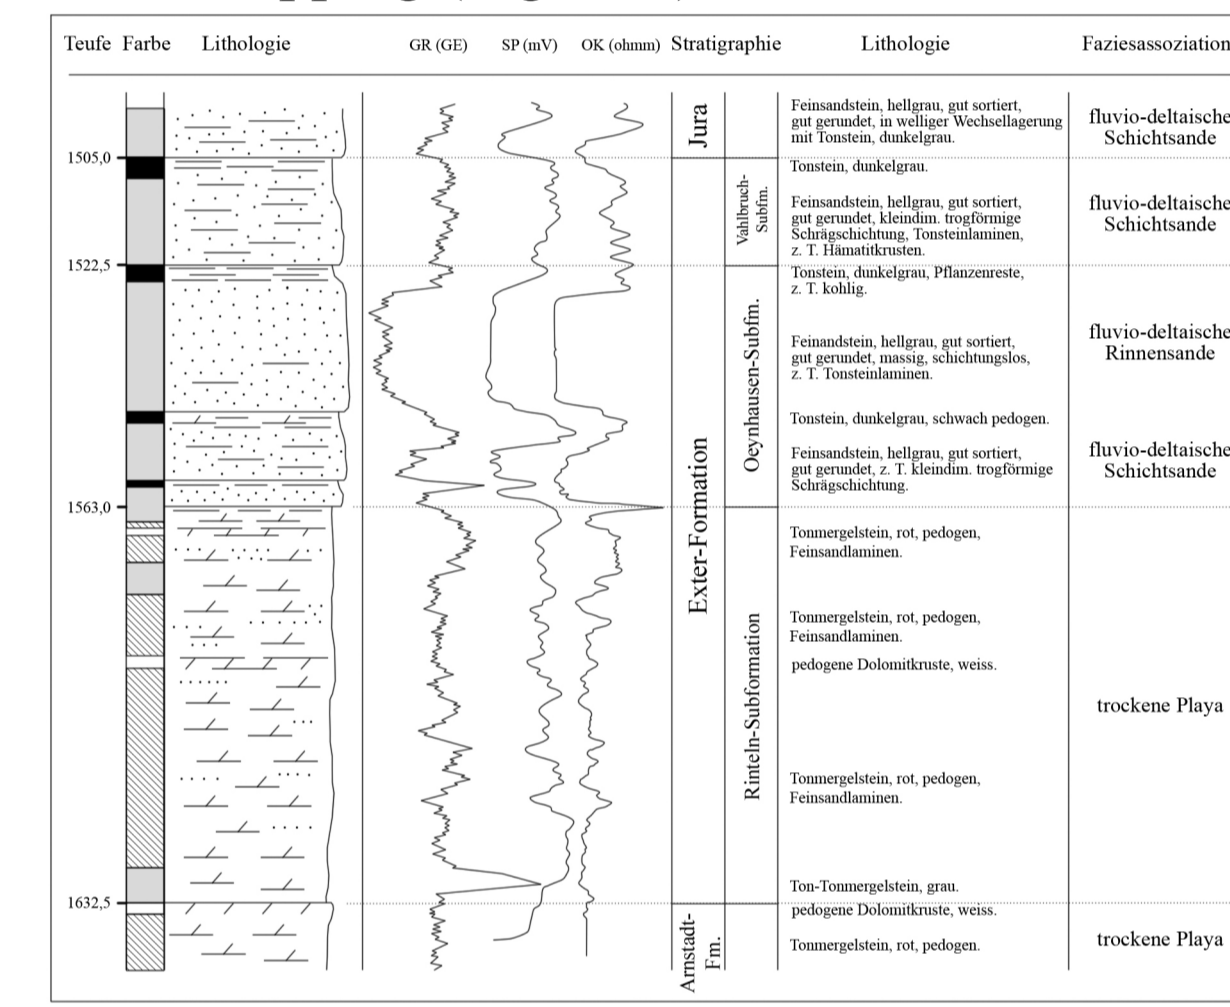 Teufe Farbe Lithologie GR (GE) SP (mV) OK (ohmm) Stratigraphie Lithologie Faziesassoziation
Jura
Feinsandstein, hellgrau, gut sortiert,
gut gerundet, in welliger Wechsellagerung
mit Tonstein, dunkelgrau.
fluvio-deltaische
Schichtsande
1505,0
Exter-Formation
Vahlbruch-
Subfm.
Tonstein, dunkelgrau.
Feinsandstein, hellgrau, gut sortiert,
gut gerundet, kleindim. trogförmige
Schrägschichtung, Tonsteinlaminen,
z. T. Hämatitkrusten.
fluvio-deltaische
Schichtsande
1522,5
Oeynhausen-Subfm.
Tonstein, dunkelgrau, Pflanzenreste,
z. T. kohlig.
Feinandstein, hellgrau, gut sortiert,
gut gerundet, massig, schichtungslos,
z. T. Tonsteinlaminen.
fluvio-deltaische
Rinnensande
Tonstein, dunkelgrau, schwach pedogen.
Feinsandstein, hellgrau, gut sortiert,
gut gerundet, z. T. kleindim. trogförmige
Schrägschichtung.
fluvio-deltaische
Schichtsande
1563,0
Rinteln-Subformation
Tonmergelstein, rot, pedogen,
Feinsandlaminen.
Tonmergelstein, rot, pedogen,
Feinsandlaminen.
pedogene Dolomitkruste, weiss.
trockene Playa
Tonmergelstein, rot, pedogen,
Feinsandlaminen.
Ton-Tonmergelstein, grau.
1632,5
Arnstadt-
Fm.
pedogene Dolomitkruste, weiss.
Tonmergelstein, rot, pedogen.
trockene Playa